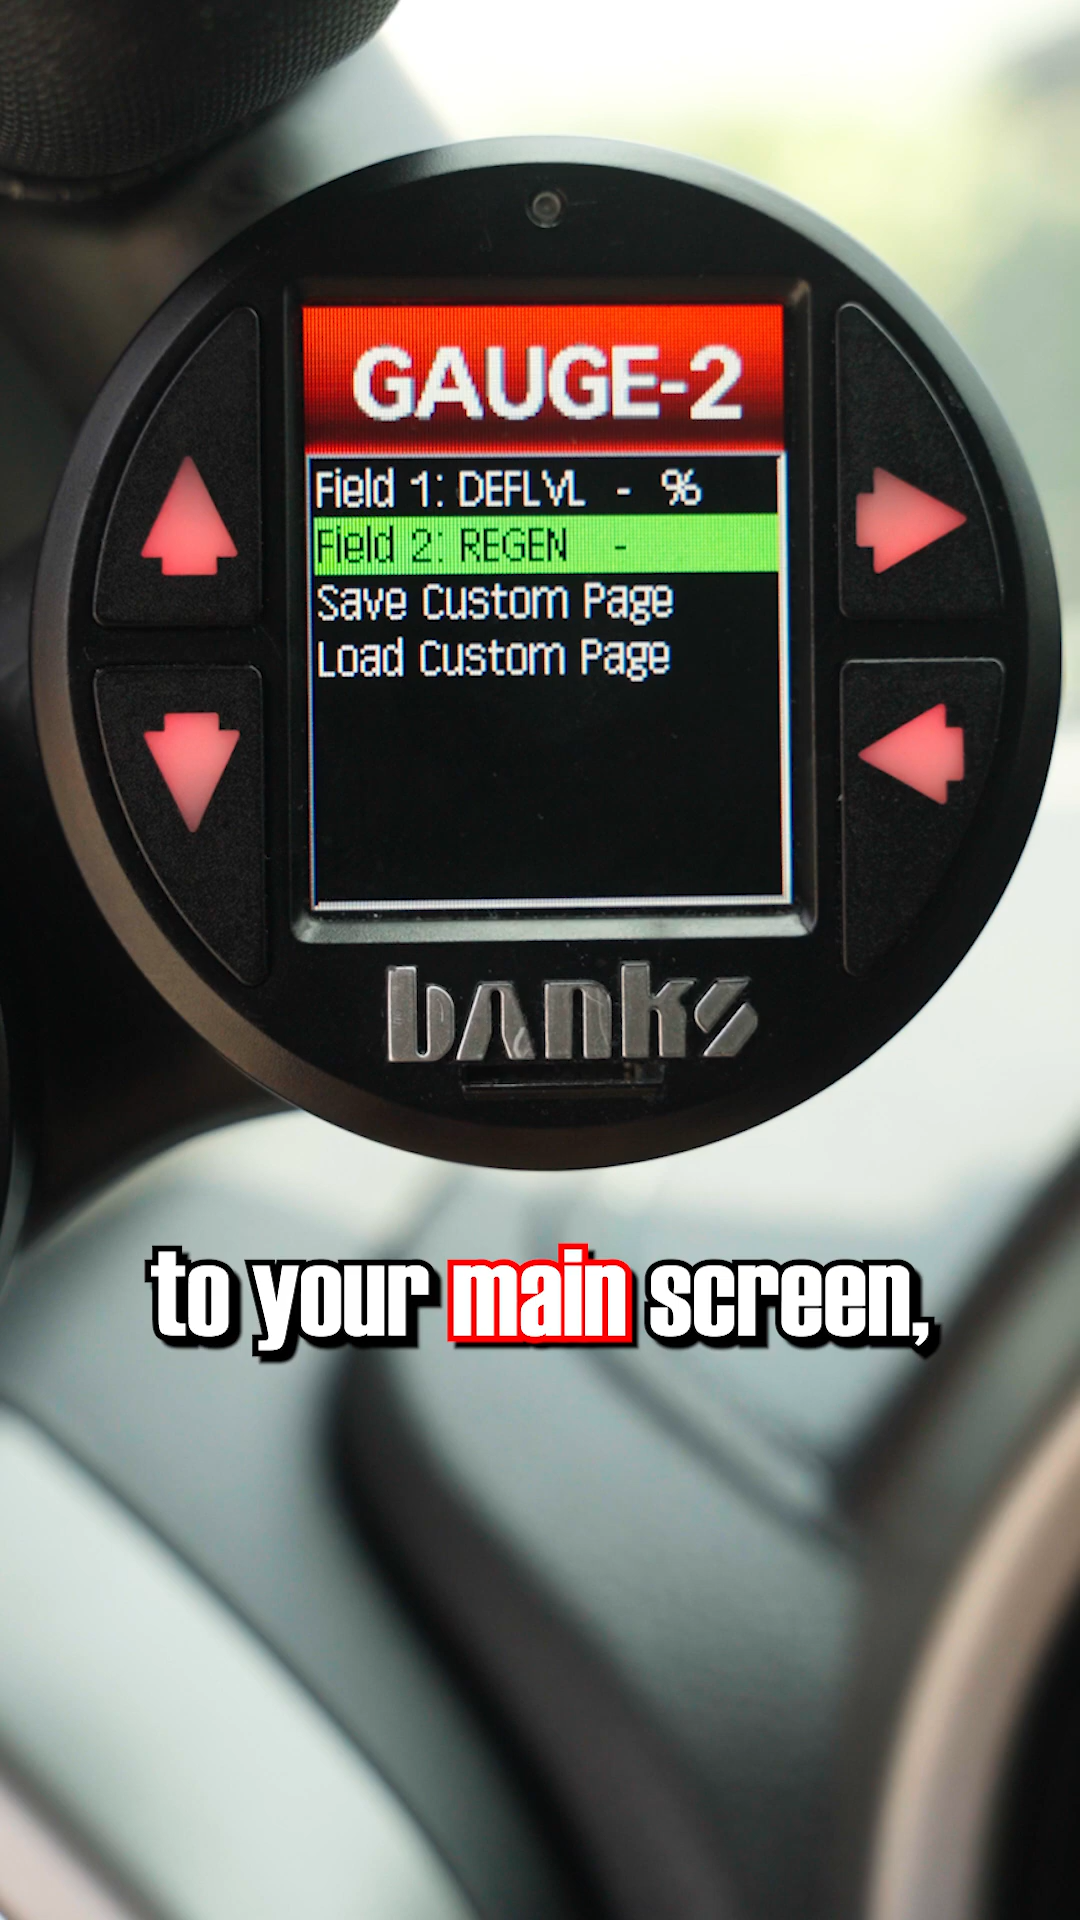 GAUGE-2
Field 1: DEFLVL - %
Field 2: REGEN -
Save Custom Page
Load Custom Page
banks
to your main screen,